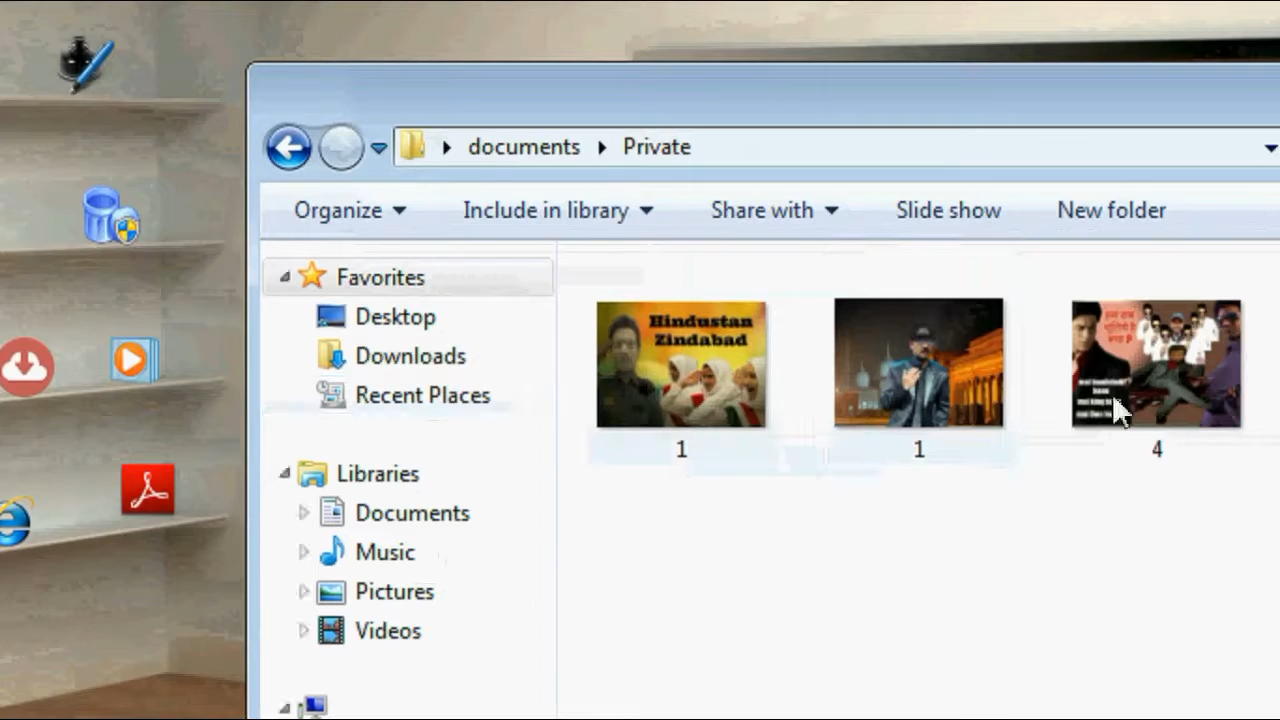 documents Private
Organize Include in library Share with Slide show New folder
Favorites
Desktop
Downloads
Recent Places
Libraries
Documents
Music
Pictures
Videos
Hindustan
Zindabad
1
1
4